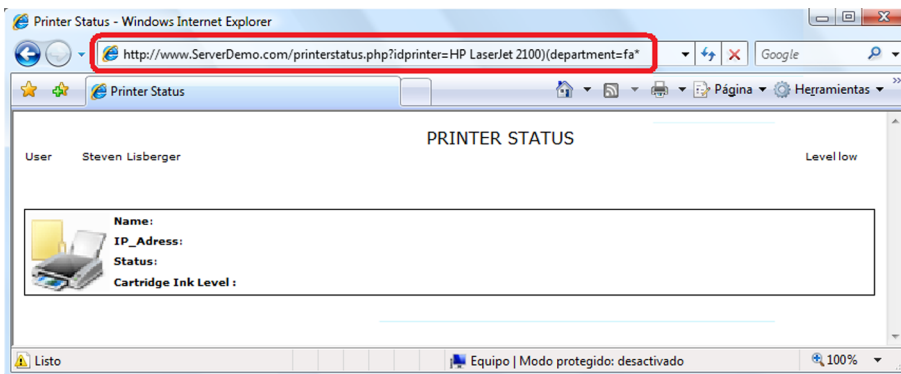 Printer Status - Windows Internet Explorer
http://www.ServerDemo.com/printerstatus.php?idprinter=HP LaserJet 2100)(department=fa*
Google
Printer Status
Página
Herramientas
PRINTER STATUS
User Steven Lisberger Level low
Name:
IP_Adress:
Status:
Cartridge Ink Level :
Listo
Equipo | Modo protegido: desactivado
100%